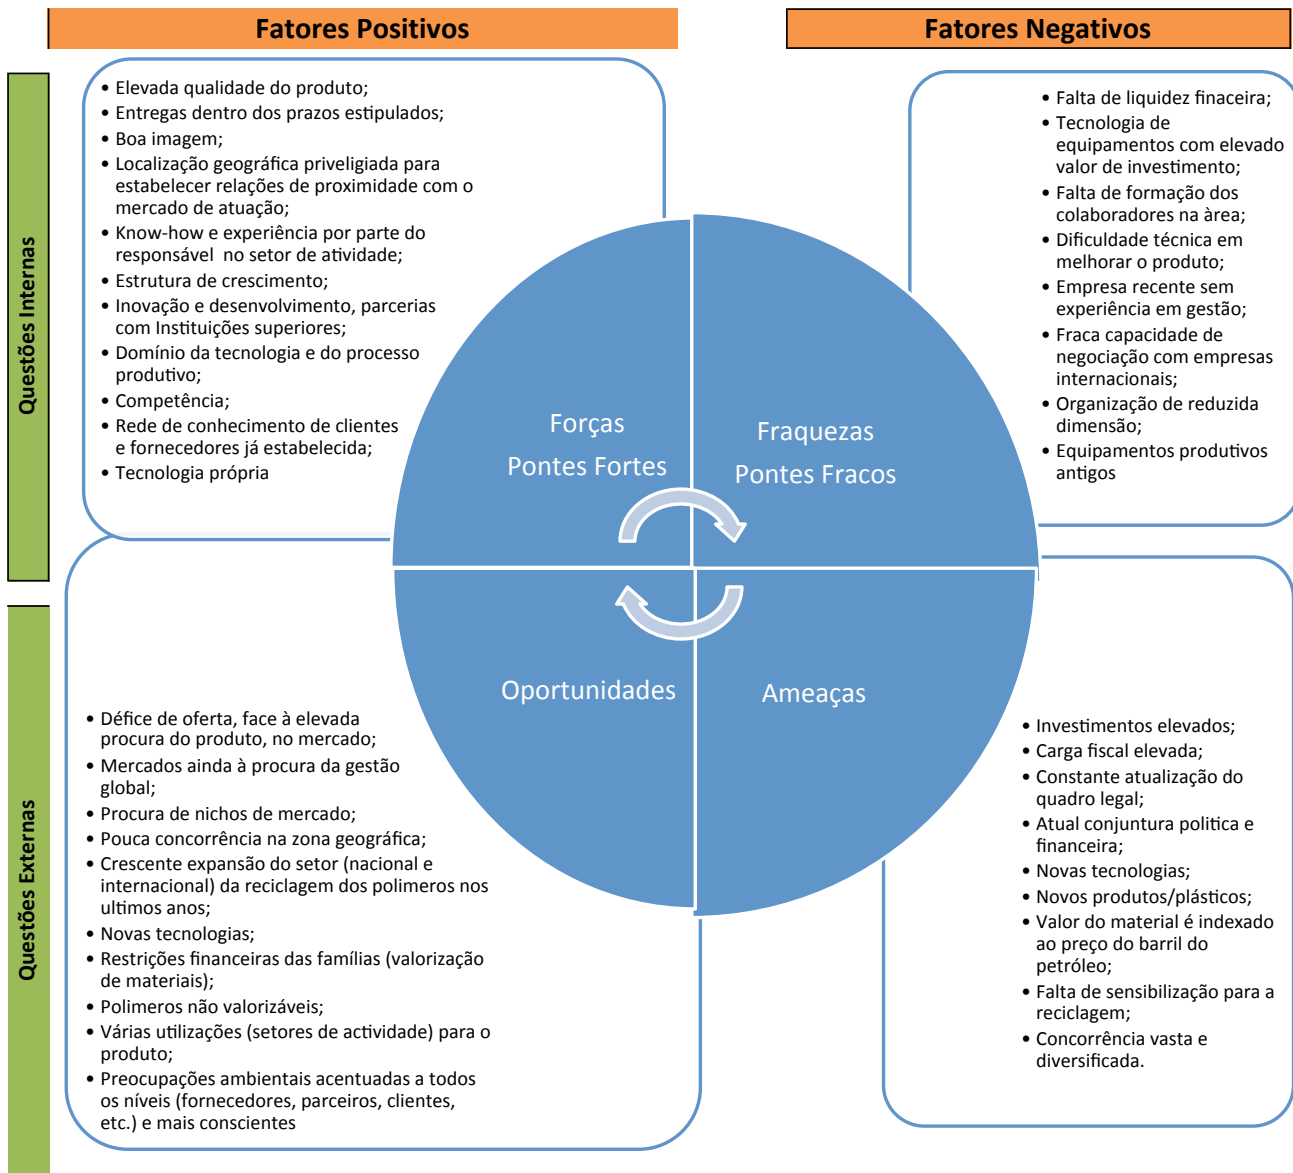 Fatores Positivos
Fatores Negativos
Questões Internas
• Elevada qualidade do produto;
• Entregas dentro dos prazos estipulados;
• Boa imagem;
• Localização geográfica priveligiada para
estabelecer relações de proximidade com o
mercado de atuação;
• Know-how e experiência por parte do
responsável no setor de atividade;
• Estrutura de crescimento;
• Inovação e desenvolvimento, parcerias
com Instituições superiores;
• Domínio da tecnologia e do processo
produtivo;
• Competência;
• Rede de conhecimento de clientes
e fornecedores já estabelecida;
• Tecnologia própria
• Falta de liquidez finaceira;
• Tecnologia de
equipamentos com elevado
valor de investimento;
• Falta de formação dos
colaboradores na àrea;
• Dificuldade técnica em
melhorar o produto;
• Empresa recente sem
experiência em gestão;
• Fraca capacidade de
negociação com empresas
internacionais;
• Organização de reduzida
dimensão;
• Equipamentos produtivos
antigos
Forças
Pontes Fortes
Fraquezas
Pontes Fracos
Oportunidades
Ameaças
Questões Externas
• Défice de oferta, face à elevada
procura do produto, no mercado;
• Mercados ainda à procura da gestão
global;
• Procura de nichos de mercado;
• Pouca concorrência na zona geográfica;
• Crescente expansão do setor (nacional e
internacional) da reciclagem dos polimeros nos
ultimos anos;
• Novas tecnologias;
• Restrições financeiras das famílias (valorização
de materiais);
• Polimeros não valorizáveis;
• Várias utilizações (setores de actividade) para o
produto;
• Preocupações ambientais acentuadas a todos
os níveis (fornecedores, parceiros, clientes,
etc.) e mais conscientes
• Investimentos elevados;
• Carga fiscal elevada;
• Constante atualização do
quadro legal;
• Atual conjuntura politica e
financeira;
• Novas tecnologias;
• Novos produtos/plásticos;
• Valor do material é indexado
ao preço do barril do
petróleo;
• Falta de sensibilização para a
reciclagem;
• Concorrência vasta e
diversificada.